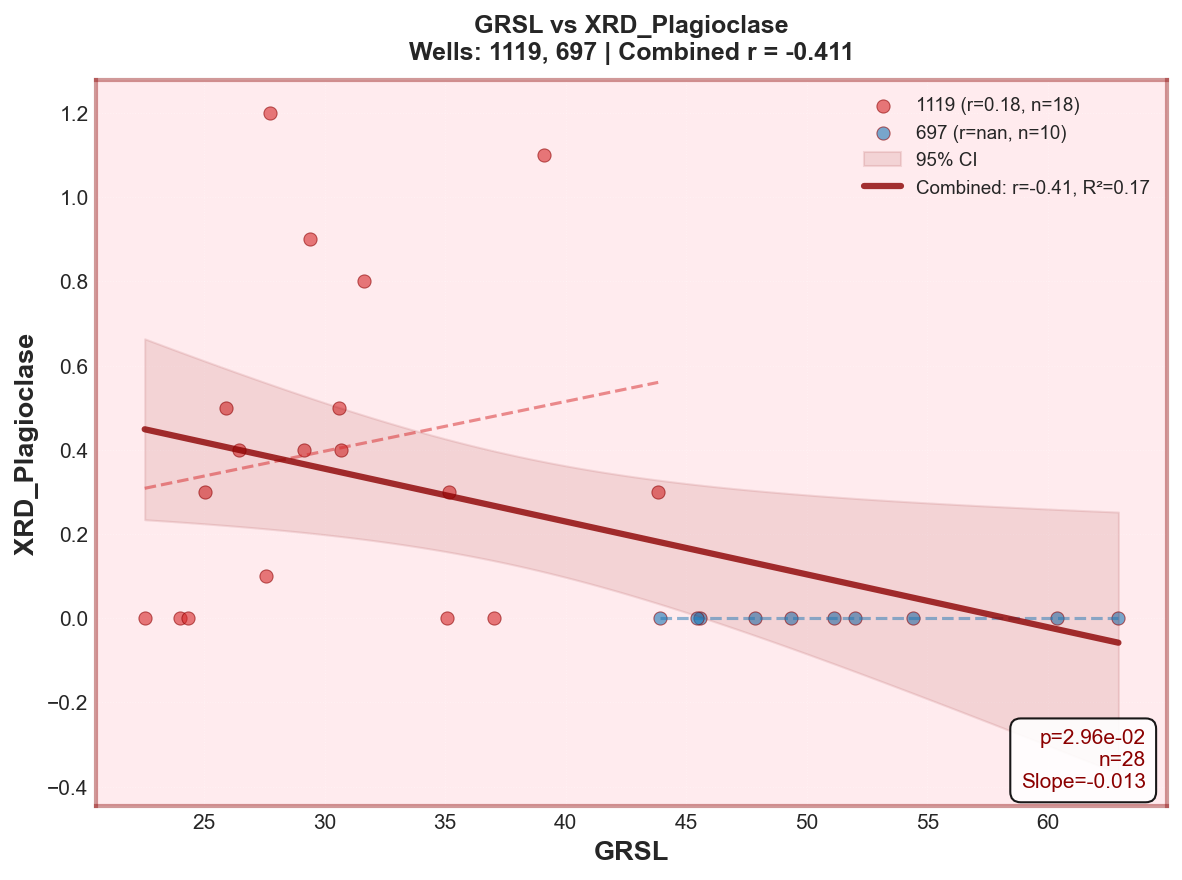 GRSL vs XRD_Plagioclase
Wells: 1119, 697 | Combined r = -0.411
1119 (r=0.18, n=18)
697 (r=nan, n=10)
95% CI
Combined: r=-0.41, R²=0.17
XRD_Plagioclase
1.2
1.0
0.8
0.6
0.4
0.2
0.0
−0.2
−0.4
p=2.96e-02
n=28
Slope=-0.013
25
30
35
40
45
50
55
60
GRSL